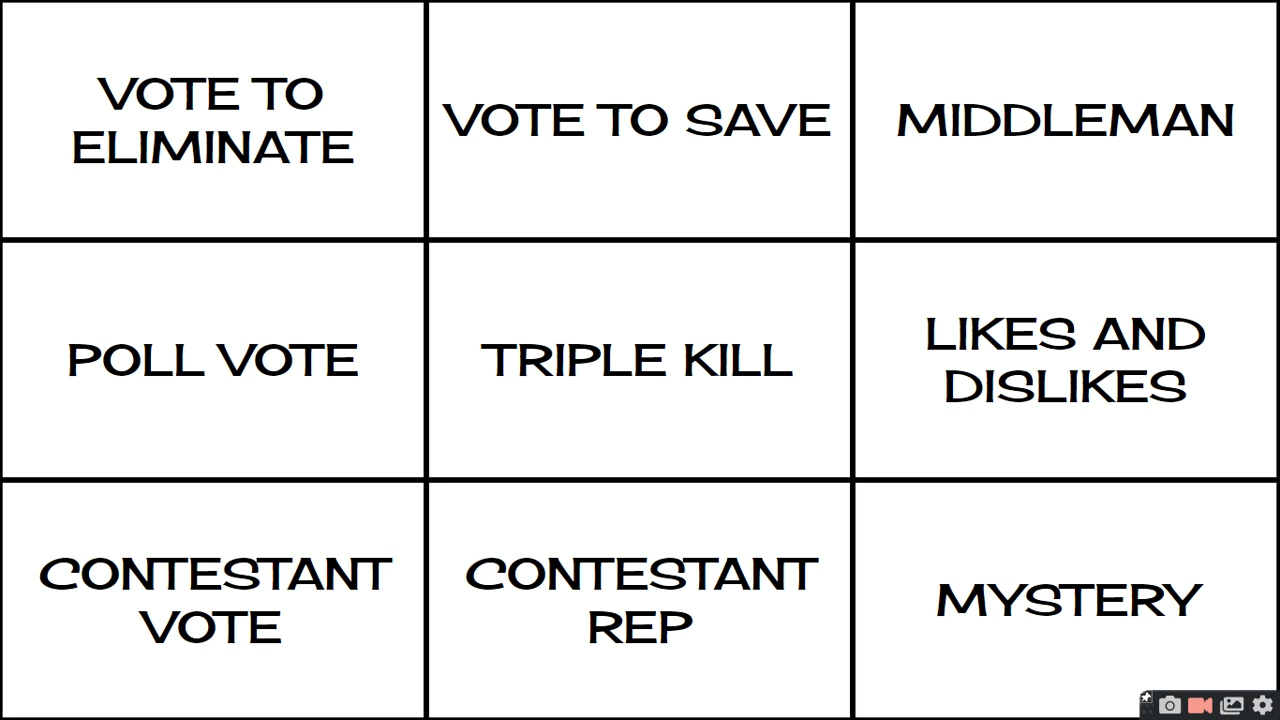 VOTE TO
ELIMINATE
VOTE TO SAVE
MIDDLEMAN
POLL VOTE
TRIPLE KILL
LIKES AND
DISLIKES
CONTESTANT
VOTE
CONTESTANT
REP
MYSTERY